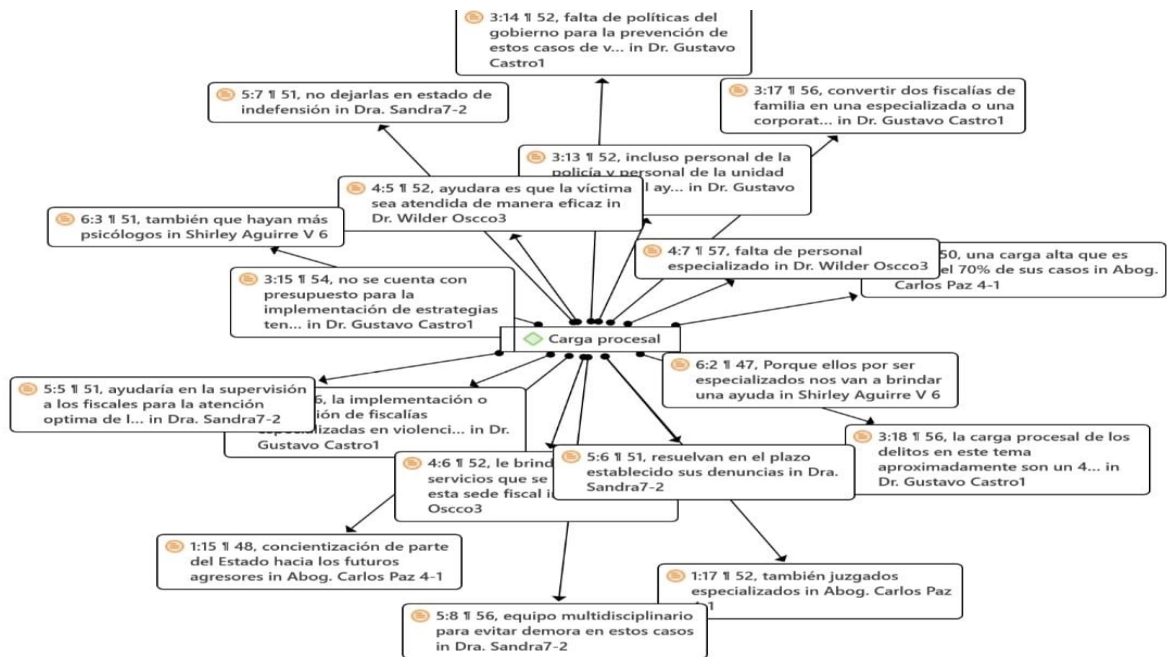 3:14 ¶ 52, falta de políticas del
gobierno para la prevención de
estos casos de v... in Dr. Gustavo
Castro1
5:7 ¶ 51, no dejarlas en estado de
indefensión in Dra. Sandra7-2
3:17 ¶ 56, convertir dos fiscalías de
familia en una especializada o una
corporat... in Dr. Gustavo Castro1
3:13 ¶ 52, incluso personal de la
policía y personal de la unidad
l ay... in Dr. Gustavo
4:5 ¶ 52, ayudara es que la víctima
sea atendida de manera eficaz in
Dr. Wilder Oscco3
6:3 ¶ 51, también que hayan más
psicólogos in Shirley Aguirre V 6
4:7 ¶ 57, falta de personal
especializado in Dr. Wilder Oscco3
50, una carga alta que es
el 70% de sus casos in Abog.
Carlos Paz 4-1
3:15 ¶ 54, no se cuenta con
presupuesto para la
implementación de estrategias
ten... in Dr. Gustavo Castro1
Carga procesal
6:2 ¶ 47, Porque ellos por ser
especializados nos van a brindar
una ayuda in Shirley Aguirre V 6
5:5 ¶ 51, ayudaría en la supervisión
a los fiscales para la atención
optima de l... in Dra. Sandra7-2
6, la implementación o
ión de fiscalías
especializadas en violenci... in Dr.
Gustavo Castro1
3:18 ¶ 56, la carga procesal de los
delitos en este tema
aproximadamente son un 4... in
Dr. Gustavo Castro1
4:6 ¶ 52, le brind
servicios que se
esta sede fiscal i
Oscco3
5:6 ¶ 51, resuelvan en el plazo
establecido sus denuncias in Dra.
Sandra7-2
1:15 ¶ 48, concientización de parte
del Estado hacia los futuros
agresores in Abog. Carlos Paz 4-1
1:17 ¶ 52, también juzgados
especializados in Abog. Carlos Paz
4-1
5:8 ¶ 56, equipo multidisciplinario
para evitar demora en estos casos
in Dra. Sandra7-2